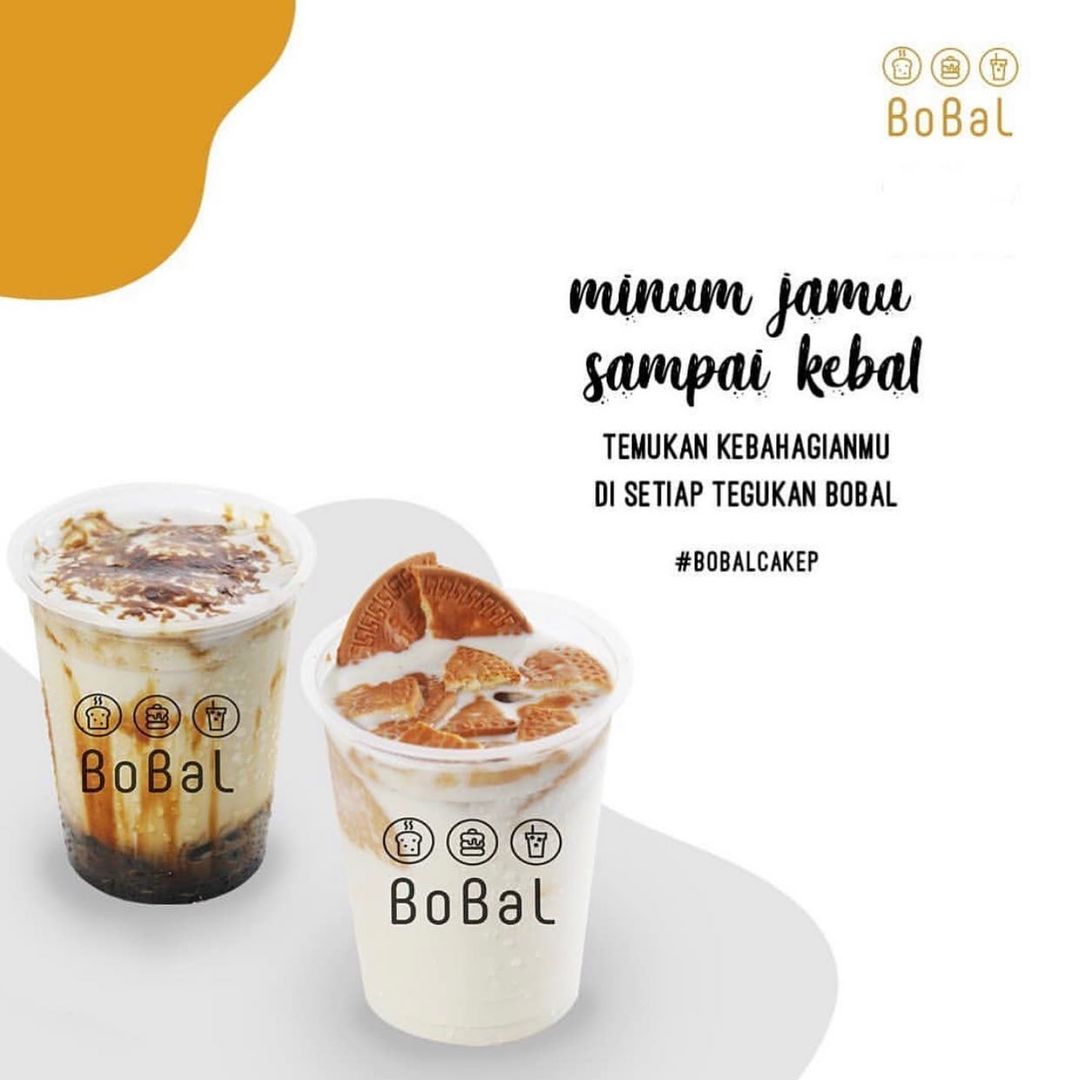 BoBaL
minum jamu
sampai kebal
TEMUKAN KEBAHAGIANMU
DI SETIAP TEGUKAN BOBAL
#BOBALCAKEP
BoBaL
BoBaL